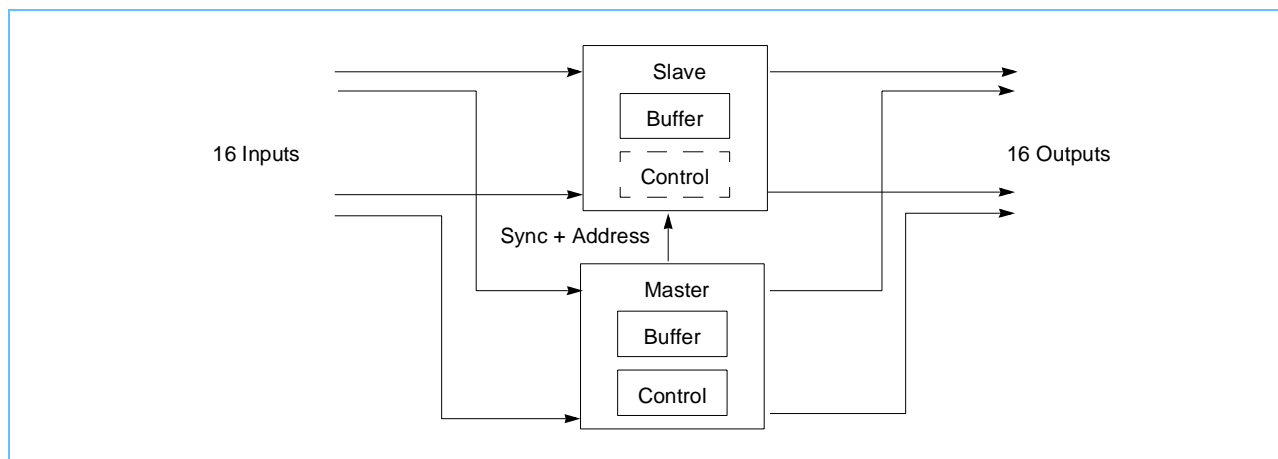 Slave
Buffer
16 Inputs
16 Outputs
Control
Sync + Address
Master
Buffer
Control